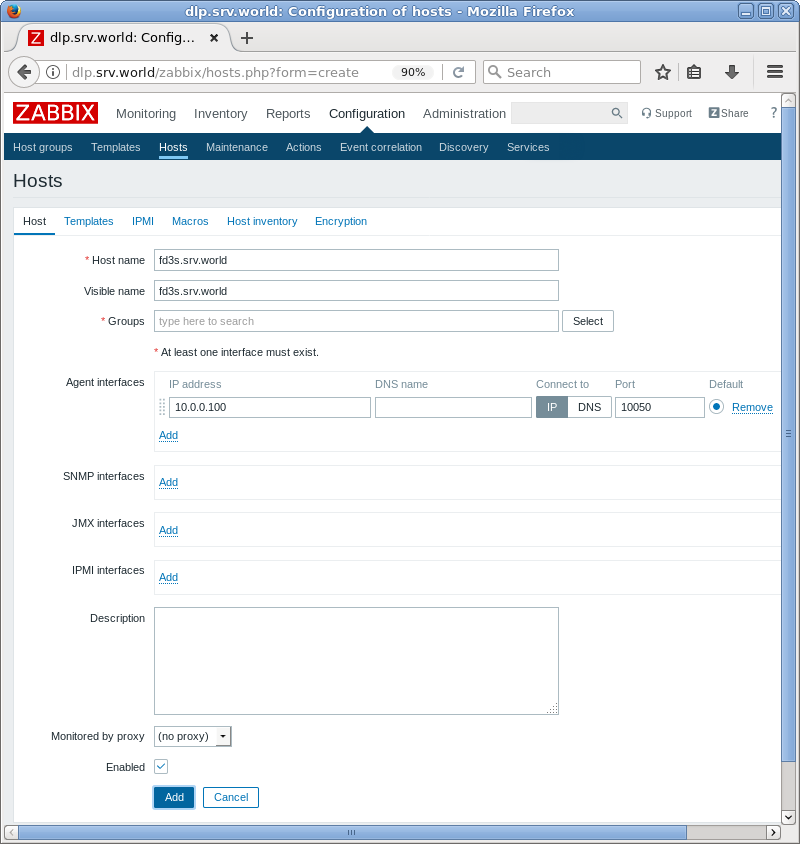 dlp.srv.world: Configuration of hosts - Mozilla Firefox
Z dlp.srv.world: Config... × +
dlp.srv.world/zabbix/hosts.php?form=create 90% Search
ZABBIX Monitoring Inventory Reports Configuration Administration Support Z Share ?
Host groups Templates Hosts Maintenance Actions Event correlation Discovery Services
Hosts
Host Templates IPMI Macros Host inventory Encryption
* Host name fd3s.srv.world
Visible name fd3s.srv.world
* Groups type here to search Select
* At least one interface must exist.
Agent interfaces IP address DNS name Connect to Port Default
10.0.0.100 IP DNS 10050 Remove
Add
SNMP interfaces Add
JMX interfaces Add
IPMI interfaces Add
Description
Monitored by proxy (no proxy)
Enabled
Add Cancel